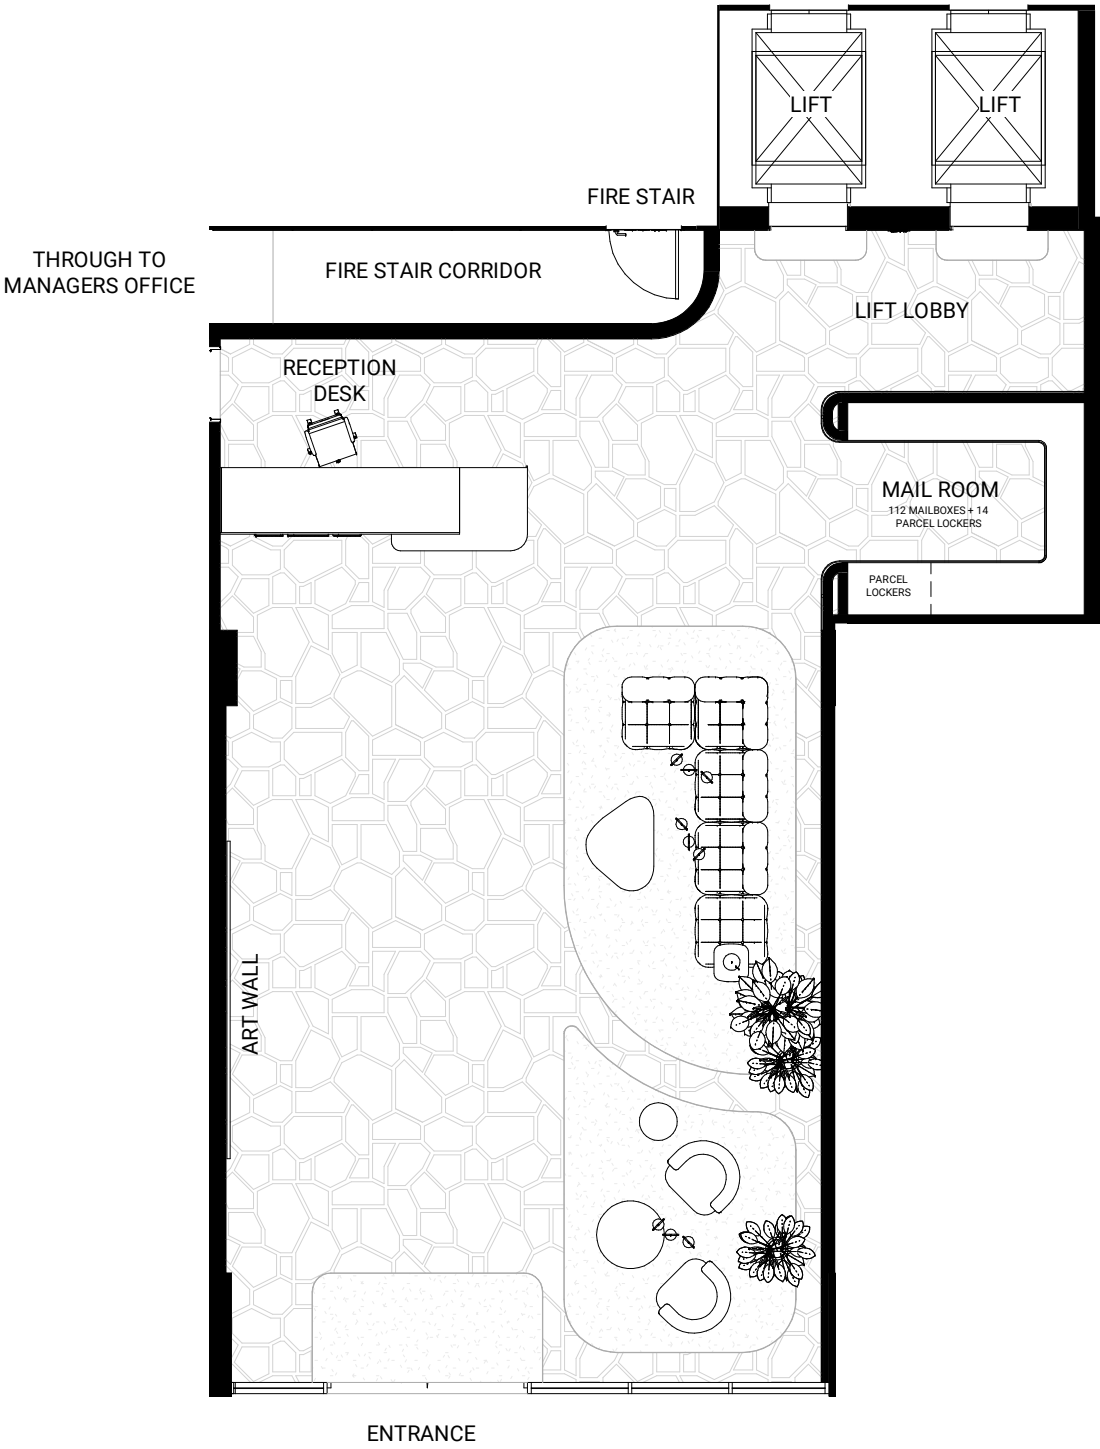 LIFT
LIFT
FIRE STAIR
THROUGH TO
MANAGERS OFFICE
FIRE STAIR CORRIDOR
LIFT LOBBY
RECEPTION
DESK
MAIL ROOM
112 MAILBOXES + 14
PARCEL LOCKERS
PARCEL
LOCKERS
ART WALL
ENTRANCE